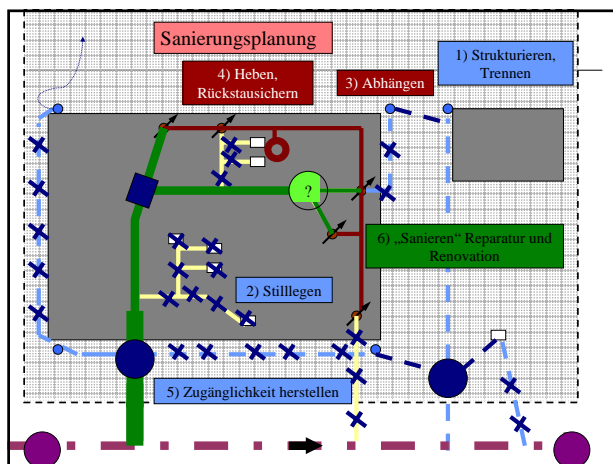 Sanierungsplanung
1) Strukturieren,
Trennen
4) Heben,
Rückstausichern
3) Abhängen
?
6) „Sanieren“ Reparatur und
Renovation
2) Stilllegen
5) Zugänglichkeit herstellen